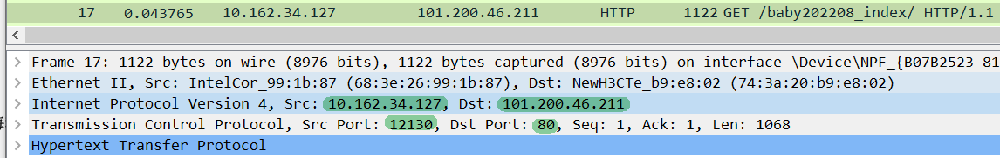 17 0.043765 10.162.34.127 101.200.46.211 HTTP 1122 GET /baby202208_index/ HTTP/1.1
Frame 17: 1122 bytes on wire (8976 bits), 1122 bytes captured (8976 bits) on interface \Device\NPF_{B07B2523-81
Ethernet II, Src: IntelCor_99:1b:87 (68:3e:26:99:1b:87), Dst: NewH3CTe_b9:e8:02 (74:3a:20:b9:e8:02)
Internet Protocol Version 4, Src: 10.162.34.127, Dst: 101.200.46.211
Transmission Control Protocol, Src Port: 12130, Dst Port: 80, Seq: 1, Ack: 1, Len: 1068
Hypertext Transfer Protocol